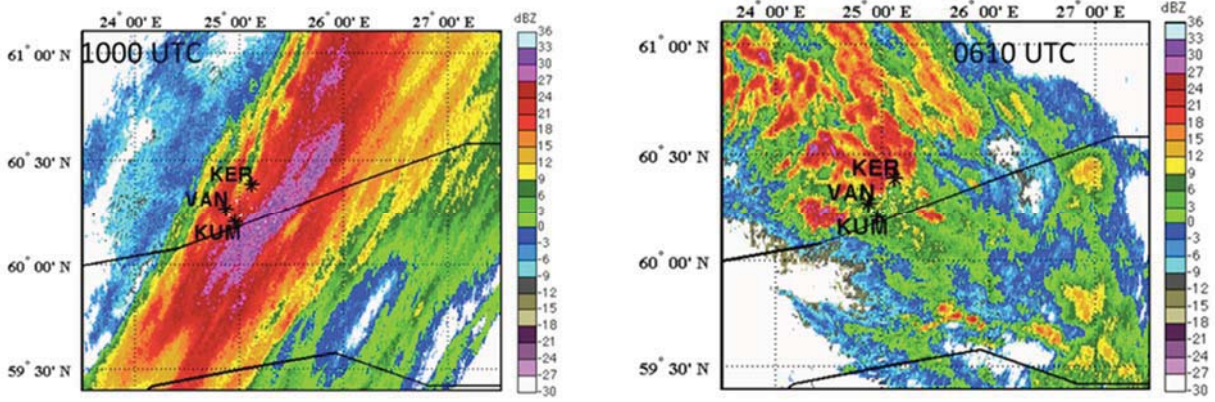 24° 00' E 25° 00' E 26° 00' E 27° 00' E dBZ
1000 UTC
61° 00' N
60° 30' N
60° 00' N
59° 30' N
KER
VAN
KUM
36
33
30
27
24
21
18
15
12
9
6
3
0
-3
-6
-9
-12
-15
-18
-21
-24
-27
-30
24° 00' E 25° 00' E 26° 00' E 27° 00' E dBZ
0610 UTC
61° 00' N
60° 30' N
60° 00' N
59° 30' N
KER
VAN
KUM
36
33
30
27
24
21
18
15
12
9
6
3
0
-3
-6
-9
-12
-15
-18
-21
-24
-27
-30